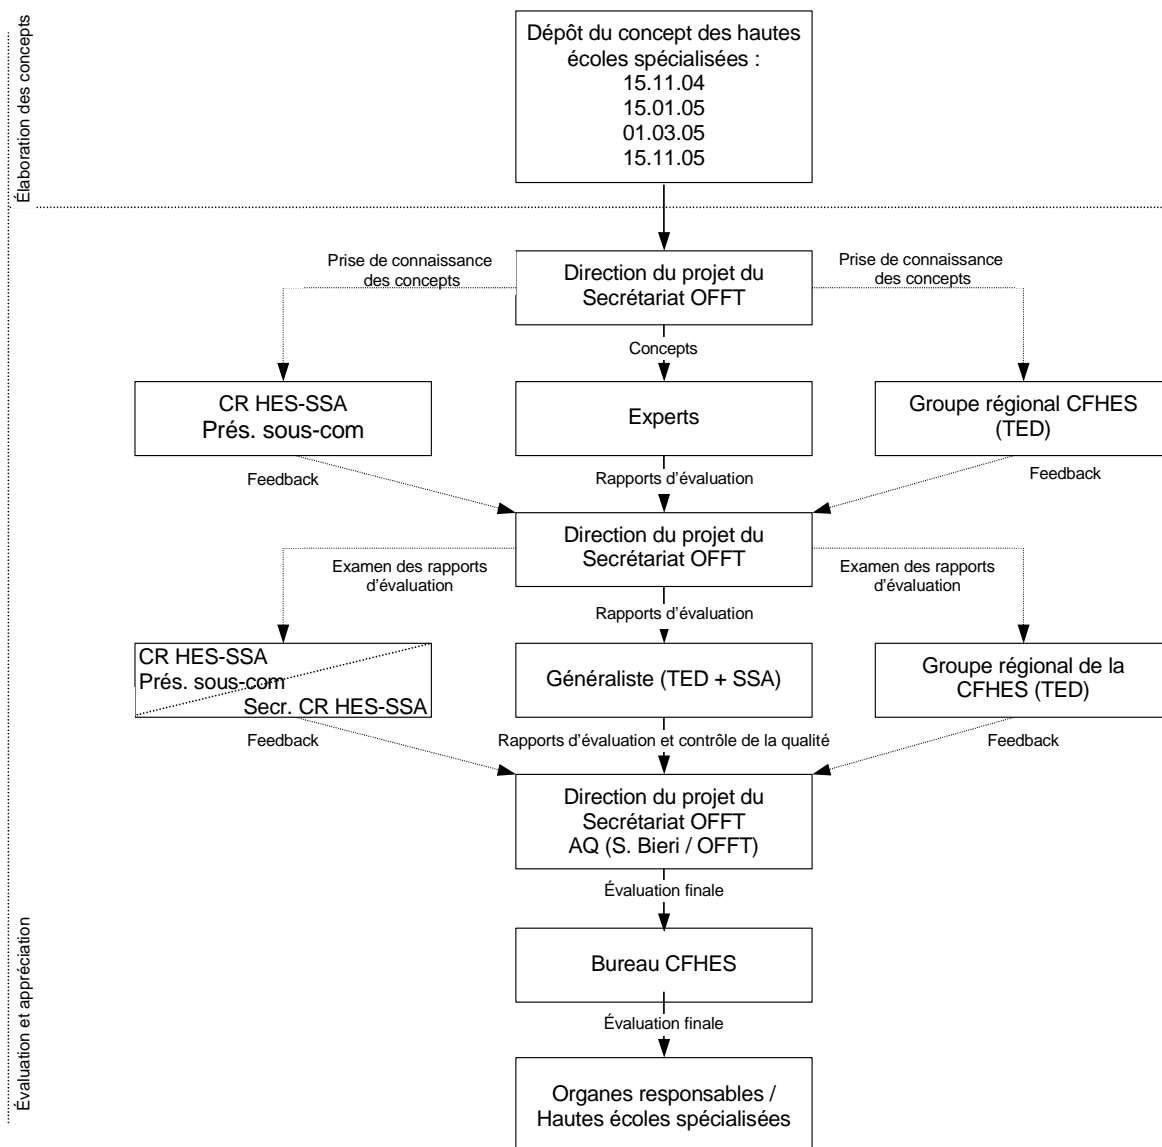 Élaboration des concepts
Dépôt du concept des hautes
écoles spécialisées :
15.11.04
15.01.05
01.03.05
15.11.05
Prise de connaissance
des concepts
Direction du projet du
Secrétariat OFFT
Prise de connaissance
des concepts
Concepts
CR HES-SSA
Prés. sous-com
Experts
Groupe régional CFHES
(TED)
Feedback
Rapports d'évaluation
Feedback
Direction du projet du
Secrétariat OFFT
Examen des rapports
d'évaluation
Examen des rapports
d'évaluation
Rapports d'évaluation
CR HES-SSA
Prés. sous-com
Secr. CR HES-SSA
Généraliste (TED + SSA)
Groupe régional de la
CFHES (TED)
Feedback
Rapports d'évaluation et contrôle de la qualité
Feedback
Direction du projet du
Secrétariat OFFT
AQ (S. Bieri / OFFT)
Évaluation finale
Bureau CFHES
Évaluation finale
Organes responsables /
Hautes écoles spécialisées
Évaluation et appréciation